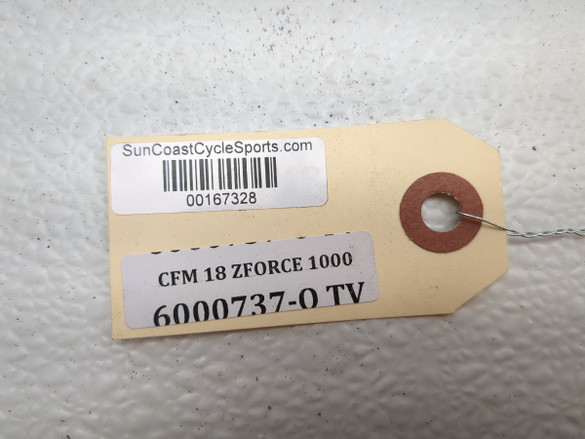 SunCoastCycleSports.com
00167328
CFM 18 ZFORCE 1000
6000737-O TV